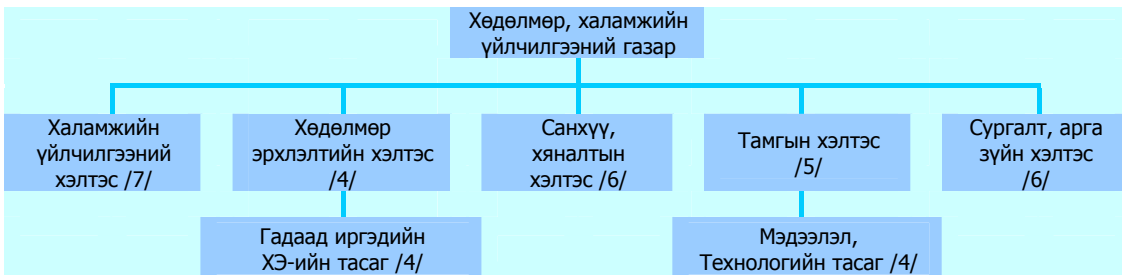 Хөдөлмөр, халамжийн
үйлчилгээний газар
Халамжийн
үйлчилгээний
хэлтэс /7/
Хөдөлмөр
эрхлэлтийн хэлтэс
/4/
Санхүү,
хяналтын
хэлтэс /6/
Тамгын хэлтэс
/5/
Сургалт, арга
зүйн хэлтэс
/6/
Гадаад иргэдийн
ХЭ-ийн тасаг /4/
Мэдээлэл,
Технологийн тасаг /4/